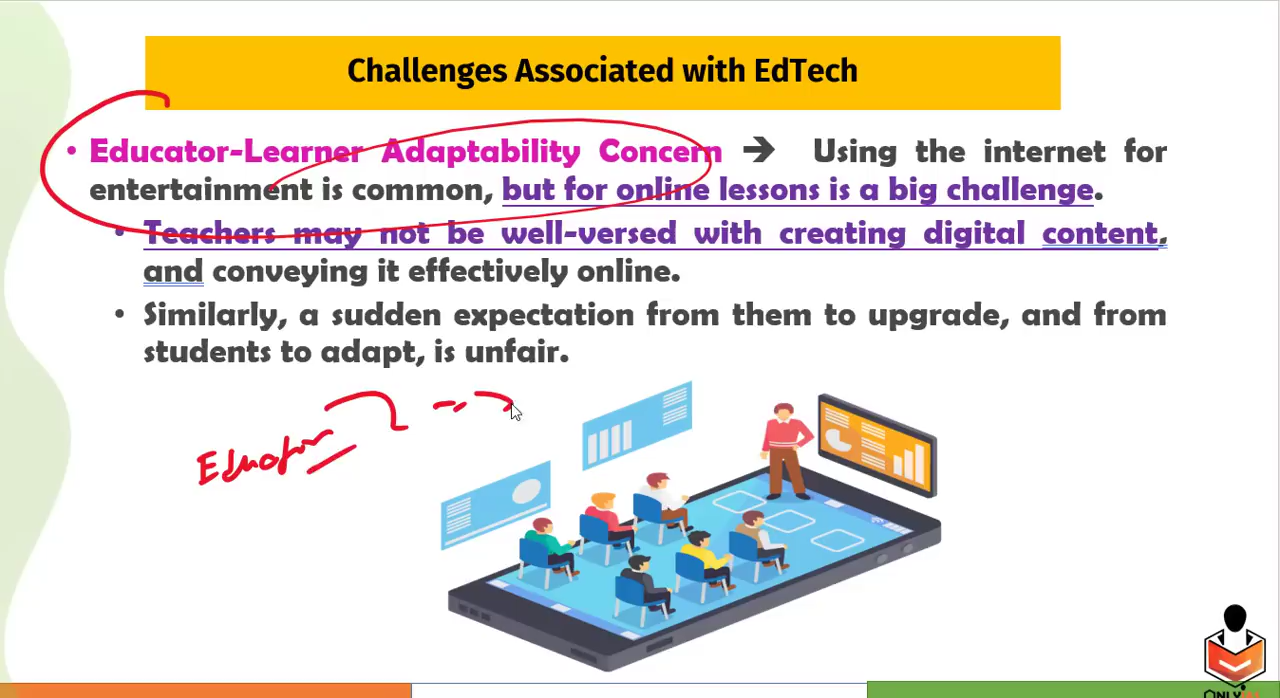 Challenges Associated with EdTech
• Educator-Learner Adaptability Concern ➔ Using the internet for
entertainment is common, but for online lessons is a big challenge.
• Teachers may not be well-versed with creating digital content,
and conveying it effectively online.
• Similarly, a sudden expectation from them to upgrade, and from
students to adapt, is unfair.